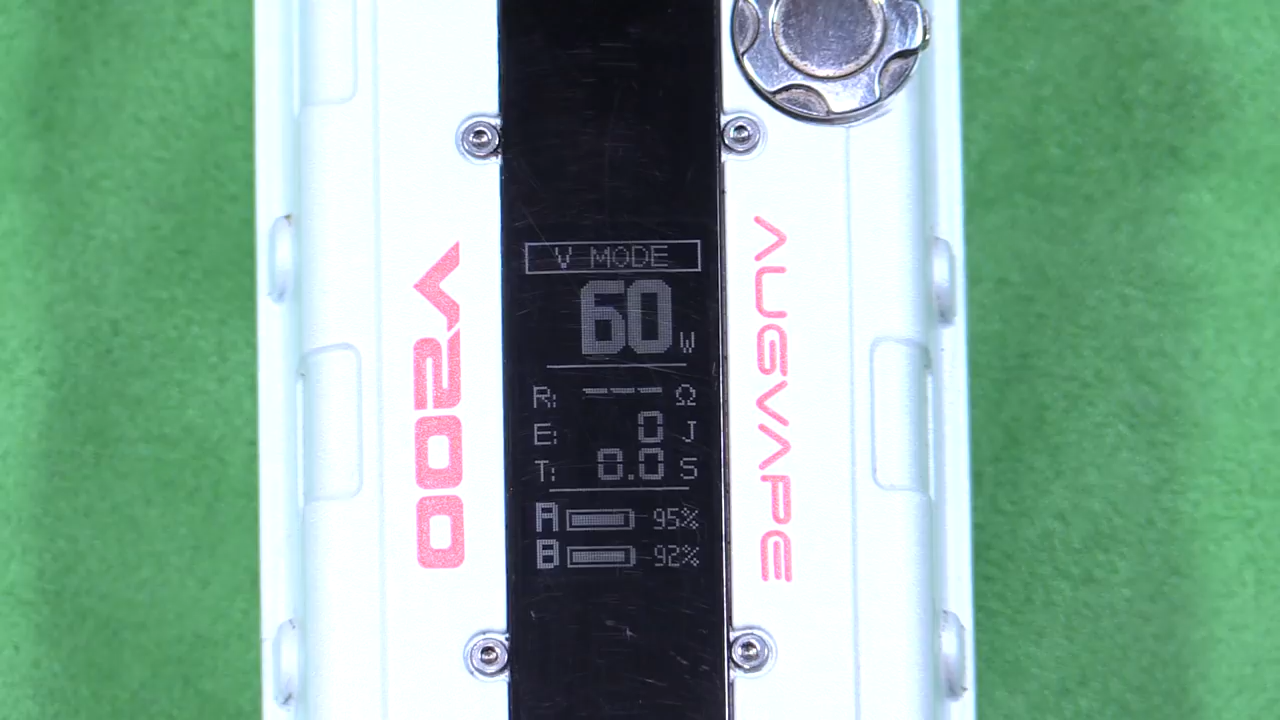 V MODE
60 W
R: --- Ω
E: 0 J
T: 0.0 S
A 95%
B 92%
V200
AUGVAPE